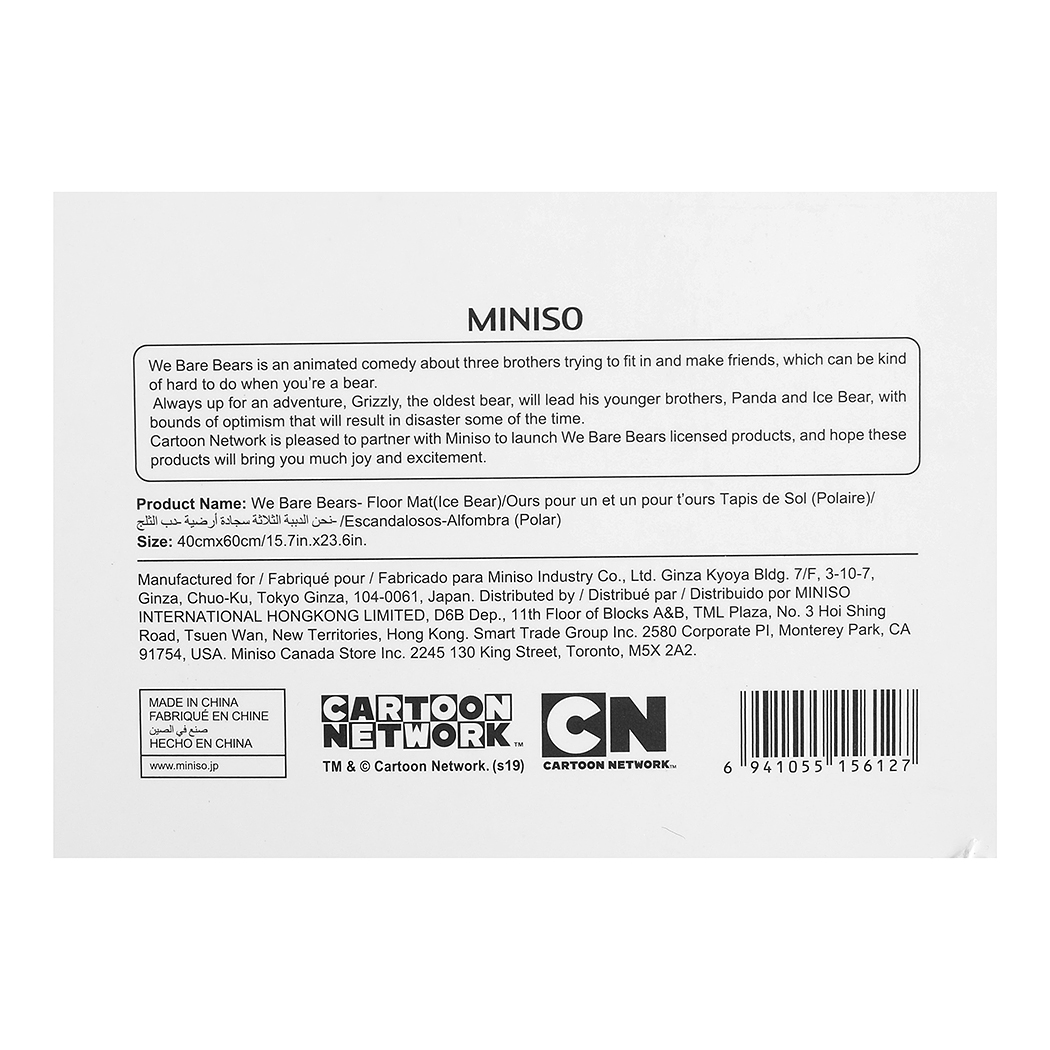 MINISO
We Bare Bears is an animated comedy about three brothers trying to fit in and make friends, which can be kind
of hard to do when you're a bear.
Always up for an adventure, Grizzly, the oldest bear, will lead his younger brothers, Panda and Ice Bear, with
bounds of optimism that will result in disaster some of the time.
Cartoon Network is pleased to partner with Miniso to launch We Bare Bears licensed products, and hope these
products will bring you much joy and excitement.
Product Name: We Bare Bears- Floor Mat(Ice Bear)/Ours pour un et un pour t'ours Tapis de Sol (Polaire)/
نحن الدببة الثلاثة سجادة أرضية -دب الثلج- /Escandalosos-Alfombra (Polar)
Size: 40cmx60cm/15.7in.x23.6in.
Manufactured for / Fabriqué pour / Fabricado para Miniso Industry Co., Ltd. Ginza Kyoya Bldg. 7/F, 3-10-7,
Ginza, Chuo-Ku, Tokyo Ginza, 104-0061, Japan. Distributed by / Distribué par / Distribuido por MINISO
INTERNATIONAL HONGKONG LIMITED, D6B Dep., 11th Floor of Blocks A&B, TML Plaza, No. 3 Hoi Shing
Road, Tsuen Wan, New Territories, Hong Kong. Smart Trade Group Inc. 2580 Corporate Pl, Monterey Park, CA
91754, USA. Miniso Canada Store Inc. 2245 130 King Street, Toronto, M5X 2A2.
MADE IN CHINA
FABRIQUÉ EN CHINE
صنع في الصين
HECHO EN CHINA
www.miniso.jp
CARTOON
NETWORK™
TM & © Cartoon Network. (s19)
CN
CARTOON NETWORK™
6 941055 156127